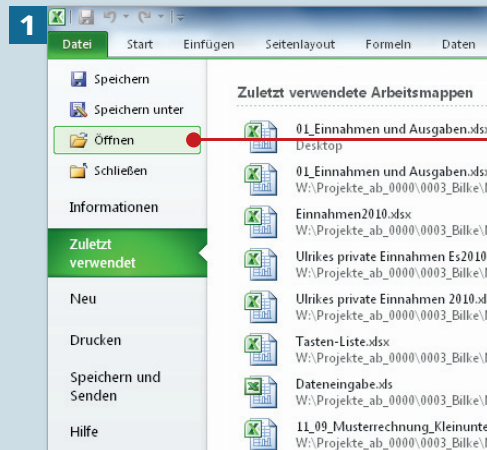 1
Datei Start Einfügen Seitenlayout Formeln Daten
Speichern
Speichern unter
Öffnen
Schließen
Informationen
Zuletzt
verwendet
Neu
Drucken
Speichern und
Senden
Hilfe
Zuletzt verwendete Arbeitsmappen
01_Einnahmen und Ausgaben.xlsx
Desktop
01_Einnahmen und Ausgaben.xlsx
W:\Projekte_ab_0000\0003_Bilke\
Einnahmen2010.xlsx
W:\Projekte_ab_0000\0003_Bilke\
Ulrikes private Einnahmen Es2010
W:\Projekte_ab_0000\0003_Bilke\
Ulrikes private Einnahmen 2010.xl
W:\Projekte_ab_0000\0003_Bilke\
Tasten-Liste.xlsx
W:\Projekte_ab_0000\0003_Bilke\
Dateneingabe.xls
W:\Projekte_ab_0000\0003_Bilke\
11_09_Musterrechnung_Kleinunte
W:\Projekte_ab_0000\0003_Bilke\